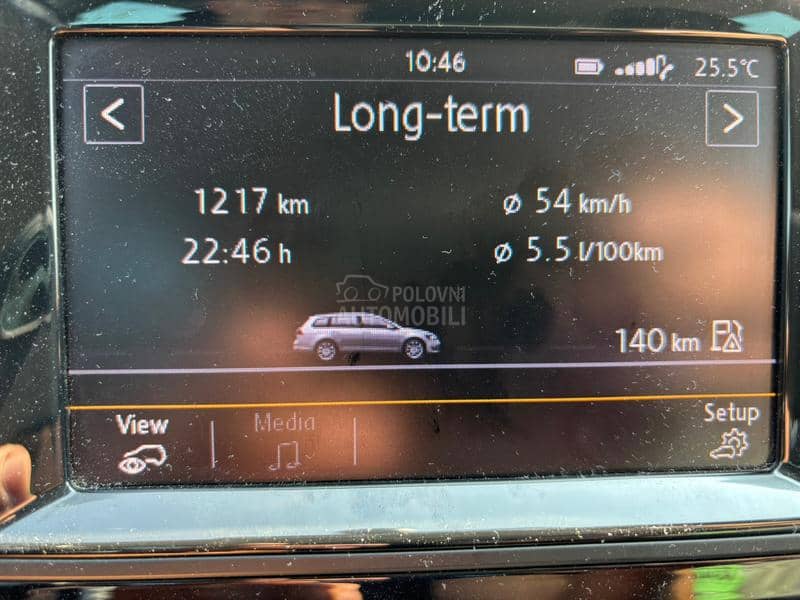 10:46 25.5°C
< Long-term >
1217 km ø 54 km/h
22:46 h ø 5.5 l/100km
POLOVNI
AUTOMOBILI
140 km
View Media Setup